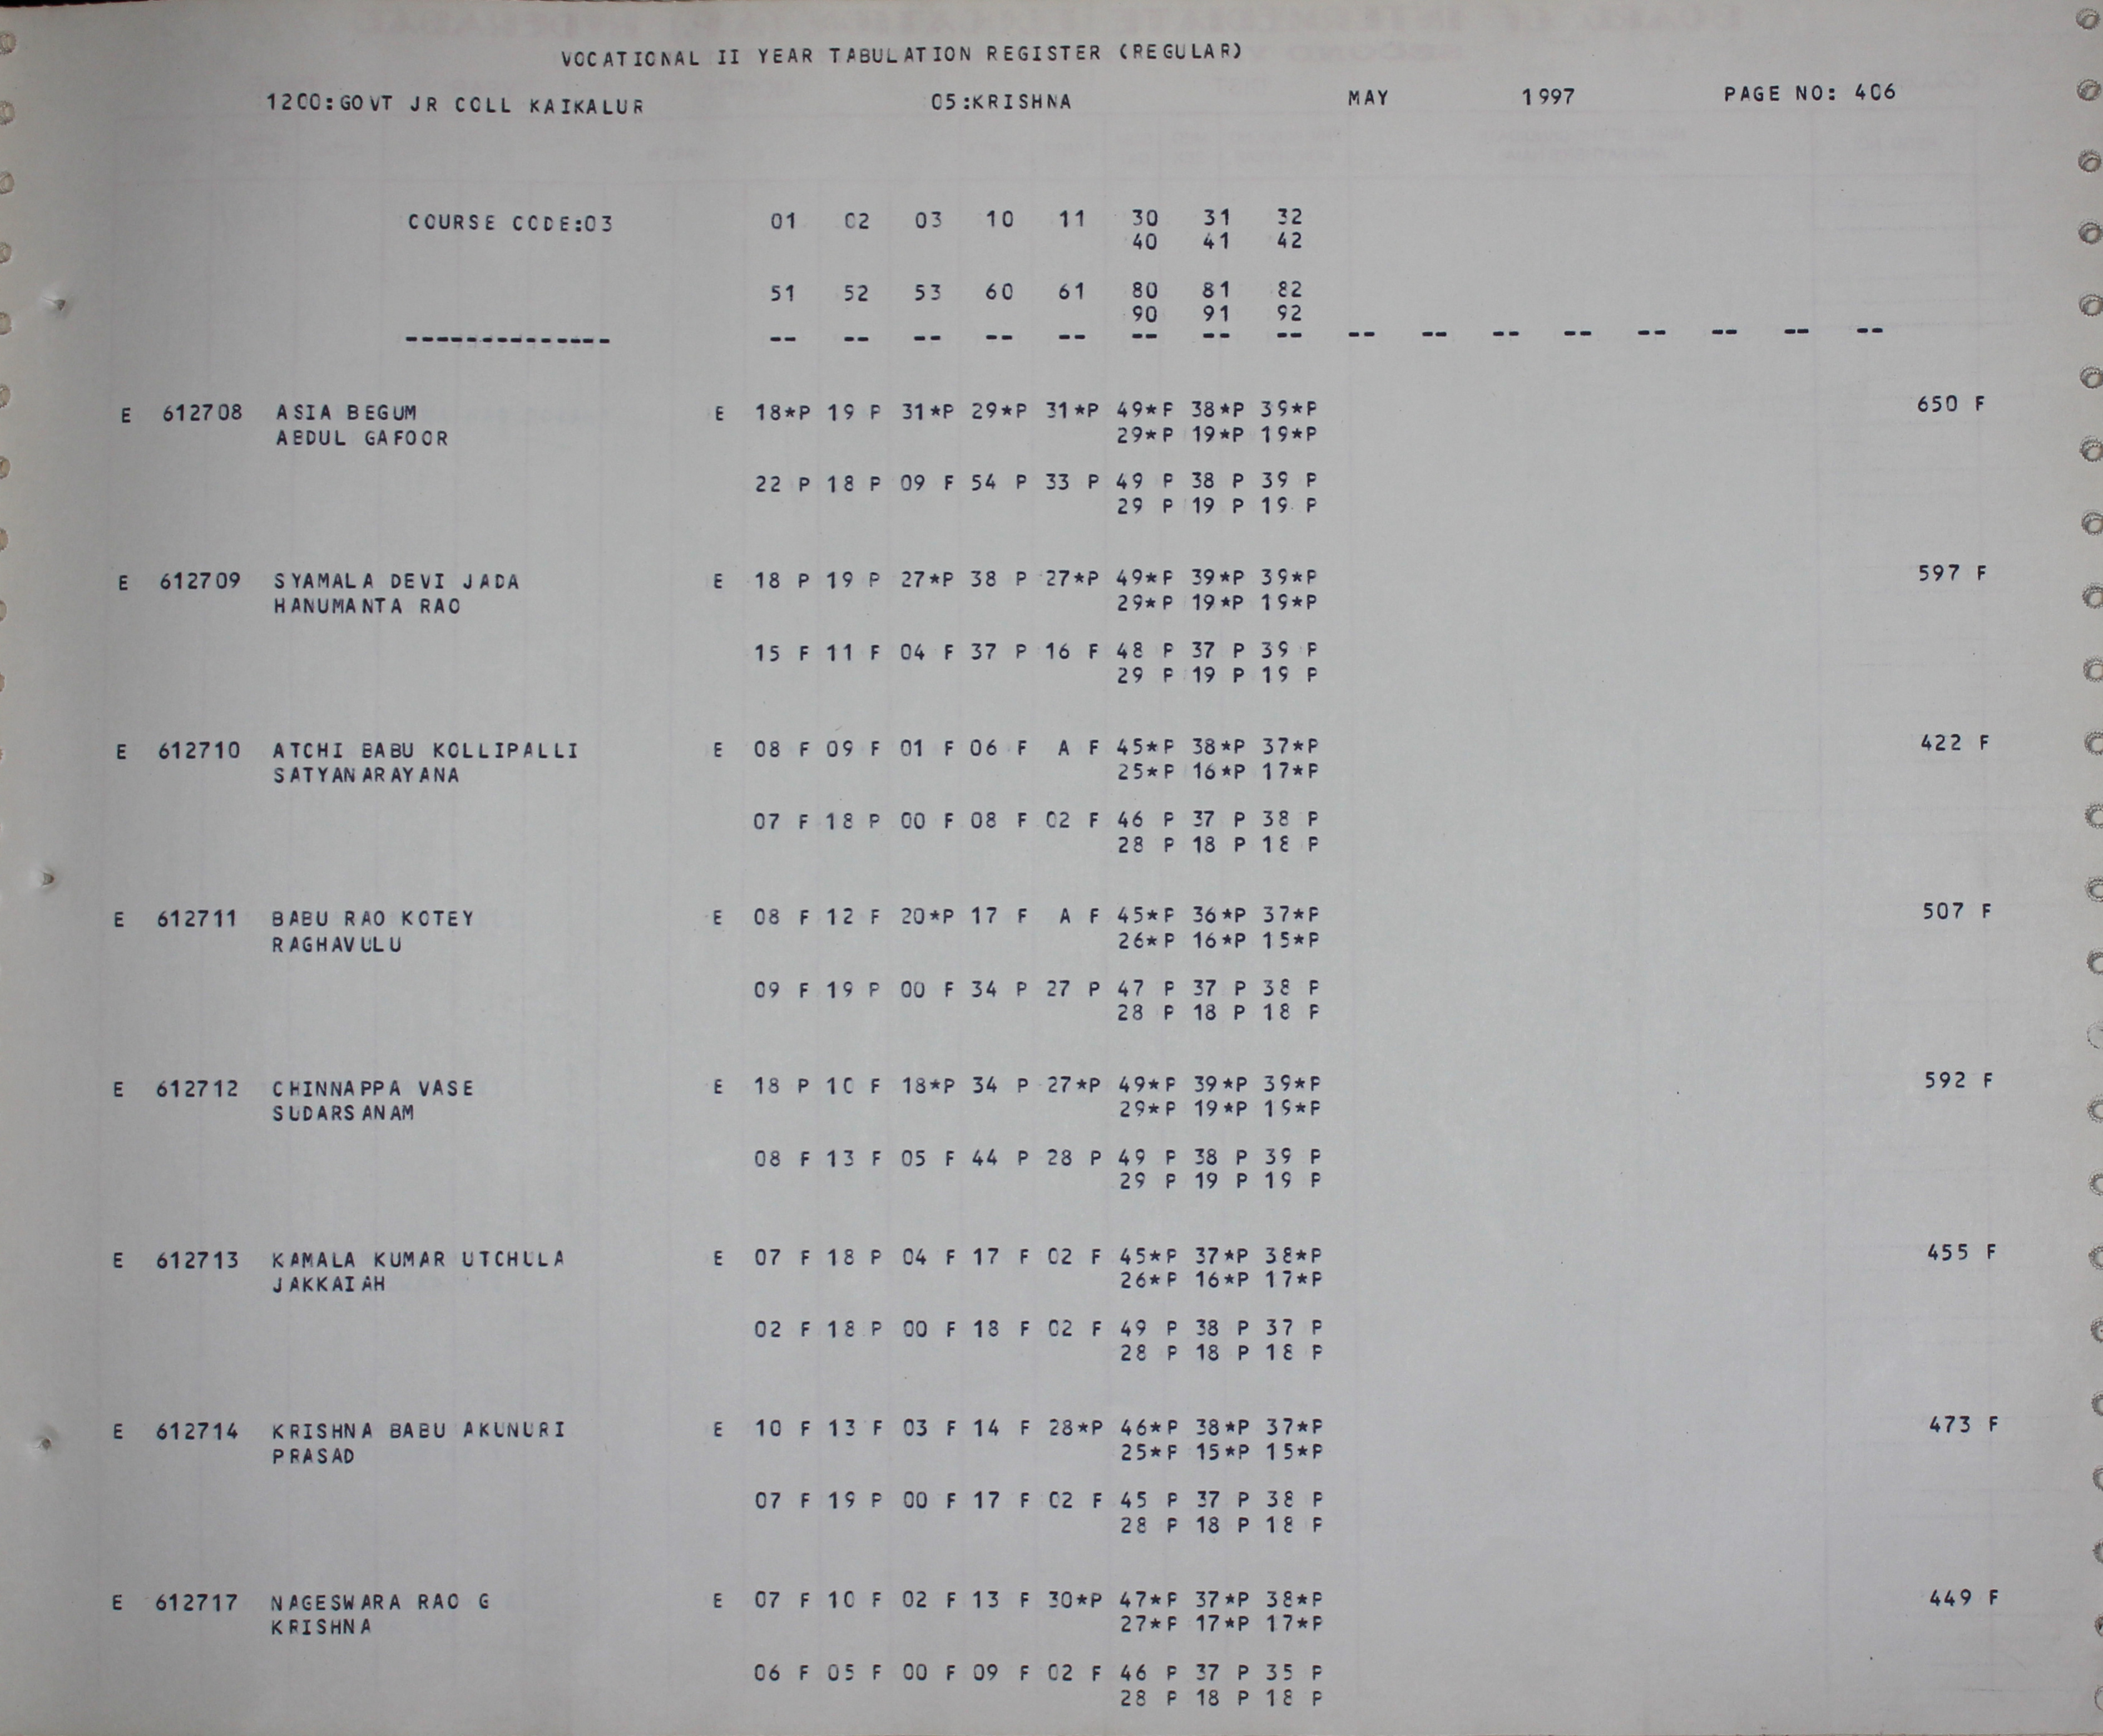 VOCATIONAL II YEAR TABULATION REGISTER (REGULAR)
1200:GOVT JR COLL KAIKALUR 05:KRISHNA MAY 1997 PAGE NO: 406
COURSE CODE:03 01 02 03 10 11 30 31 32
40 41 42
51 52 53 60 61 80 81 82
90 91 92
-------------- -- -- -- -- -- -- -- -- -- -- -- -- -- -- -- --
E 612708 ASIA BEGUM E 18*P 19 P 31*P 29*P 31*P 49*P 38*P 39*P 650 F
ABDUL GAFOOR 29*P 19*P 19*P
22 P 18 P 09 F 54 P 33 P 49 P 38 P 39 P
29 P 19 P 19 P
E 612709 SYAMALA DEVI JADA E 18 P 19 P 27*P 38 P 27*P 49*P 39*P 39*P 597 F
HANUMANTA RAO 29*P 19*P 19*P
15 F 11 F 04 F 37 P 16 F 48 P 37 P 39 P
29 P 19 P 19 P
E 612710 ATCHI BABU KOLLIPALLI E 08 F 09 F 01 F 06 F A F 45*P 38*P 37*P 422 F
SATYANARAYANA 25*P 16*P 17*P
07 F 18 P 00 F 08 F 02 F 46 P 37 P 38 P
28 P 18 P 18 P
E 612711 BABU RAO KOTEY E 08 F 12 F 20*P 17 F A F 45*P 36*P 37*P 507 F
RAGHAVULU 26*P 16*P 15*P
09 F 19 P 00 F 34 P 27 P 47 P 37 P 38 P
28 P 18 P 18 P
E 612712 CHINNAPPA VASE E 18 P 10 F 18*P 34 P 27*P 49*P 39*P 39*P 592 F
SUDARSANAM 29*P 19*P 19*P
08 F 13 F 05 F 44 P 28 P 49 P 38 P 39 P
29 P 19 P 19 P
E 612713 KAMALA KUMAR UTCHULA E 07 F 18 P 04 F 17 F 02 F 45*P 37*P 38*P 455 F
JAKKAIAH 26*P 16*P 17*P
02 F 18 P 00 F 18 F 02 F 49 P 38 P 37 P
28 P 18 P 18 P
E 612714 KRISHNA BABU AKUNURI E 10 F 13 F 03 F 14 F 28*P 46*P 38*P 37*P 473 F
PRASAD 25*P 15*P 15*P
07 F 19 P 00 F 17 F 02 F 45 P 37 P 38 P
28 P 18 P 18 P
E 612717 NAGESWARA RAO G E 07 F 10 F 02 F 13 F 30*P 47*P 37*P 38*P 449 F
KRISHNA 27*P 17*P 17*P
06 F 05 F 00 F 09 F 02 F 46 P 37 P 35 P
28 P 18 P 18 P